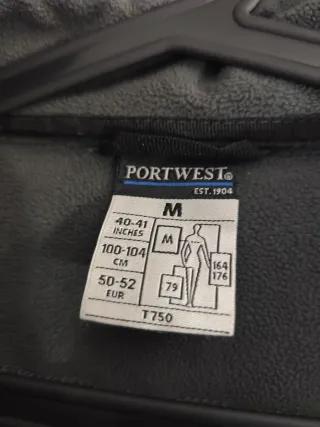 PORTWEST®
EST. 1904
M
40-41
INCHES
100-104
CM
50-52
EUR
M
164
176
79
T750